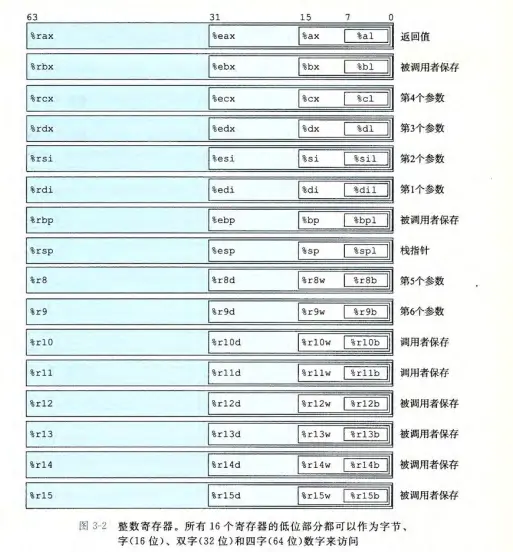 63 31 15 7 0
%rax %eax %ax %al 返回值
%rbx %ebx %bx %bl 被调用者保存
%rcx %ecx %cx %cl 第4个参数
%rdx %edx %dx %dl 第3个参数
%rsi %esi %si %sil 第2个参数
%rdi %edi %di %dil 第1个参数
%rbp %ebp %bp %bpl 被调用者保存
%rsp %esp %sp %spl 栈指针
%r8 %r8d %r8w %r8b 第5个参数
%r9 %r9d %r9w %r9b 第6个参数
%r10 %r10d %r10w %r10b 调用者保存
%r11 %r11d %r11w %r11b 调用者保存
%r12 %r12d %r12w %r12b 被调用者保存
%r13 %r13d %r13w %r13b 被调用者保存
%r14 %r14d %r14w %r14b 被调用者保存
%r15 %r15d %r15w %r15b 被调用者保存
图 3-2 整数寄存器。所有 16 个寄存器的低位部分都可以作为字节、
字(16 位)、双字(32 位)和四字(64 位)数字来访问